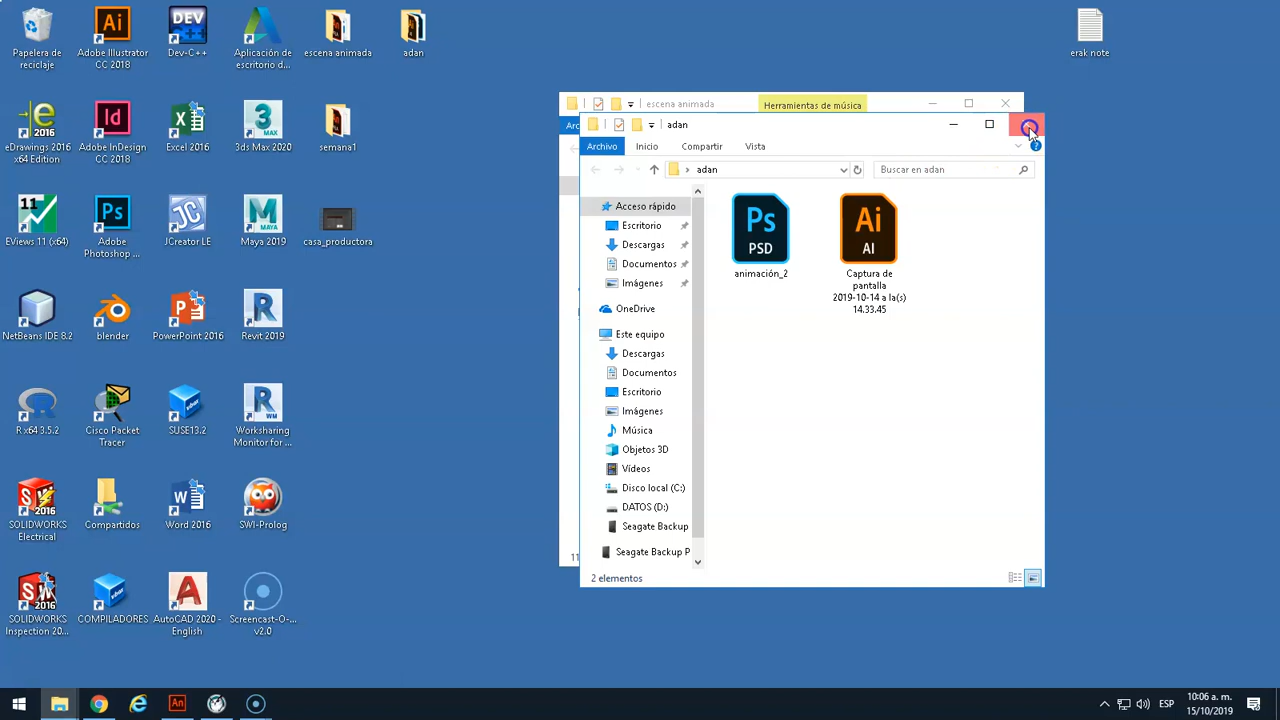 Papelera de
reciclaje
Adobe Illustrator
CC 2018
Dev-C++
Aplicación de
escritorio d...
escena animada
adan
erak note
eDrawings 2016
x64 Edition
Adobe InDesign
CC 2018
Excel 2016
3ds Max 2020
semana1
EViews 11 (x64)
Adobe
Photoshop ...
JCreator LE
Maya 2019
casa_productora
NetBeans IDE 8.2
blender
PowerPoint 2016
Revit 2019
R x64 3.5.2
Cisco Packet
Tracer
SUSE13.2
Worksharing
Monitor for ...
SOLIDWORKS
Electrical
Compartidos
Word 2016
SWI-Prolog
SOLIDWORKS
Inspection 20...
COMPILADORES
AutoCAD 2020 -
English
Screencast-O-...
v2.0
escena animada
Herramientas de música
Arc
11
adan
Archivo
Inicio
Compartir
Vista
adan
Buscar en adan
Acceso rápido
Escritorio
Descargas
Documentos
Imágenes
OneDrive
Este equipo
Descargas
Documentos
Escritorio
Imágenes
Música
Objetos 3D
Vídeos
Disco local (C:)
DATOS (D:)
Seagate Backup
Seagate Backup P
Ps
PSD
animación_2
Ai
AI
Captura de
pantalla
2019-10-14 a la(s)
14.33.45
2 elementos
ESP
10:06 a. m.
15/10/2019